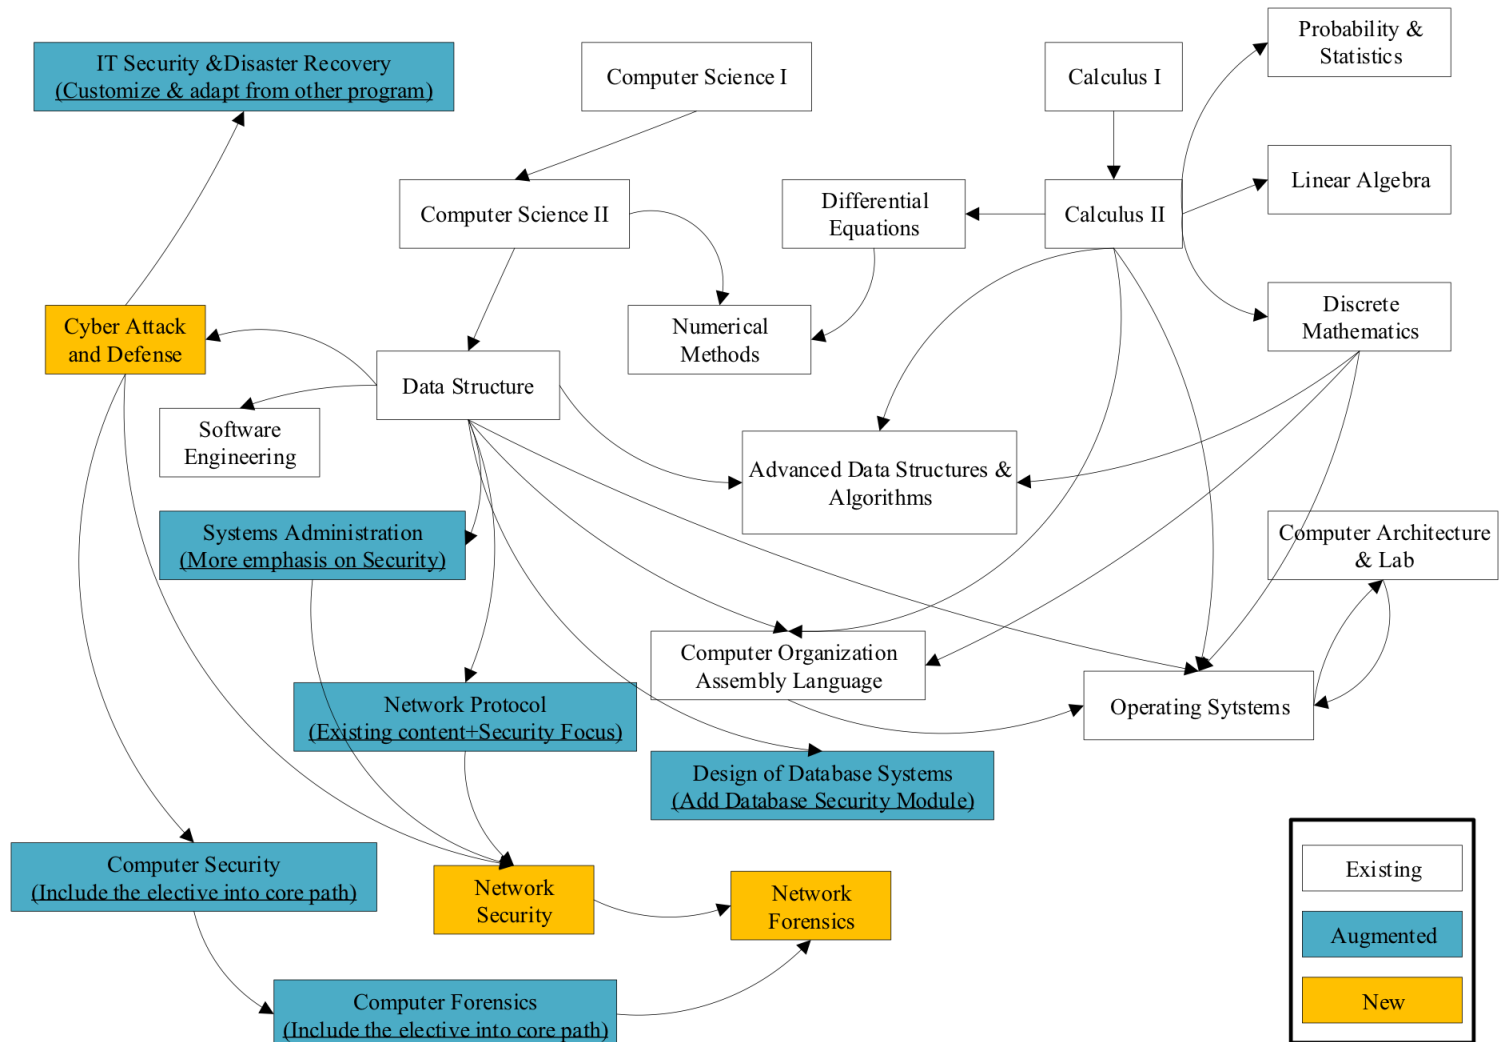 Probability &
Statistics
IT Security &Disaster Recovery
(Customize & adapt from other program)
Computer Science I
Calculus I
Linear Algebra
Computer Science II
Differential
Equations
Calculus II
Cyber Attack
and Defense
Numerical
Methods
Discrete
Mathematics
Data Structure
Software
Engineering
Advanced Data Structures &
Algorithms
Systems Administration
(More emphasis on Security)
Computer Architecture
& Lab
Computer Organization
Assembly Language
Network Protocol
(Existing content+Security Focus)
Operating Sytstems
Design of Database Systems
(Add Database Security Module)
Computer Security
(Include the elective into core path)
Network
Security
Network
Forensics
Computer Forensics
(Include the elective into core path)
Existing
Augmented
New